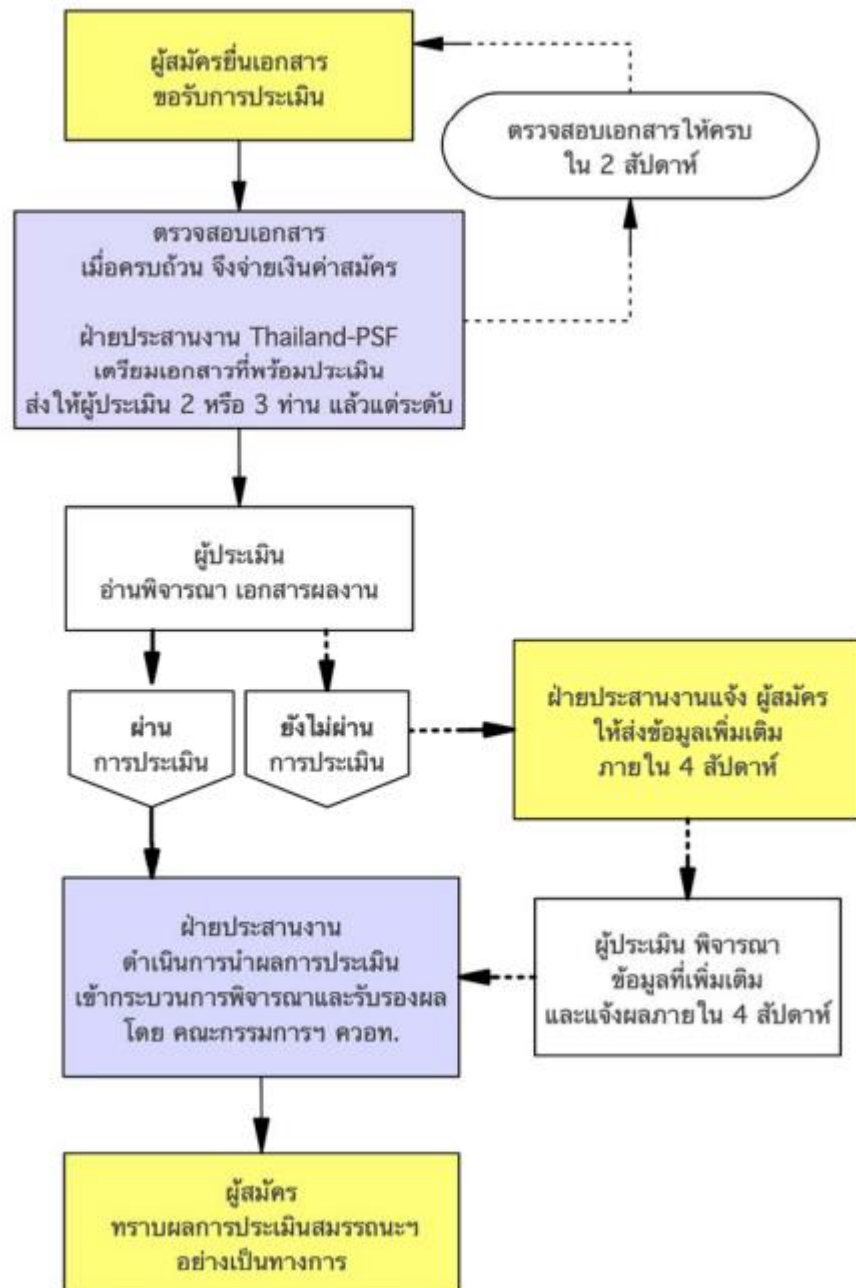 ผู้สมัครยื่นเอกสาร
ขอรับการประเมิน
ตรวจสอบเอกสารให้ครบ
ใน 2 สัปดาห์
ตรวจสอบเอกสาร
เมื่อครบถ้วน จึงจ่ายเงินค่าสมัคร
ฝ่ายประสานงาน Thailand-PSF
เตรียมเอกสารที่พร้อมประเมิน
ส่งให้ผู้ประเมิน 2 หรือ 3 ท่าน แล้วแต่ระดับ
ผู้ประเมิน
อ่านพิจารณา เอกสารผลงาน
ผ่าน
การประเมิน
ยังไม่ผ่าน
การประเมิน
ฝ่ายประสานงานแจ้ง ผู้สมัคร
ให้ส่งข้อมูลเพิ่มเติม
ภายใน 4 สัปดาห์
ผู้ประเมิน พิจารณา
ข้อมูลที่เพิ่มเติม
และแจ้งผลภายใน 4 สัปดาห์
ฝ่ายประสานงาน
ดำเนินการนำผลการประเมิน
เข้ากระบวนการพิจารณาและรับรองผล
โดย คณะกรรมการฯ ควอท.
ผู้สมัคร
ทราบผลการประเมินสมรรถนะฯ
อย่างเป็นทางการ